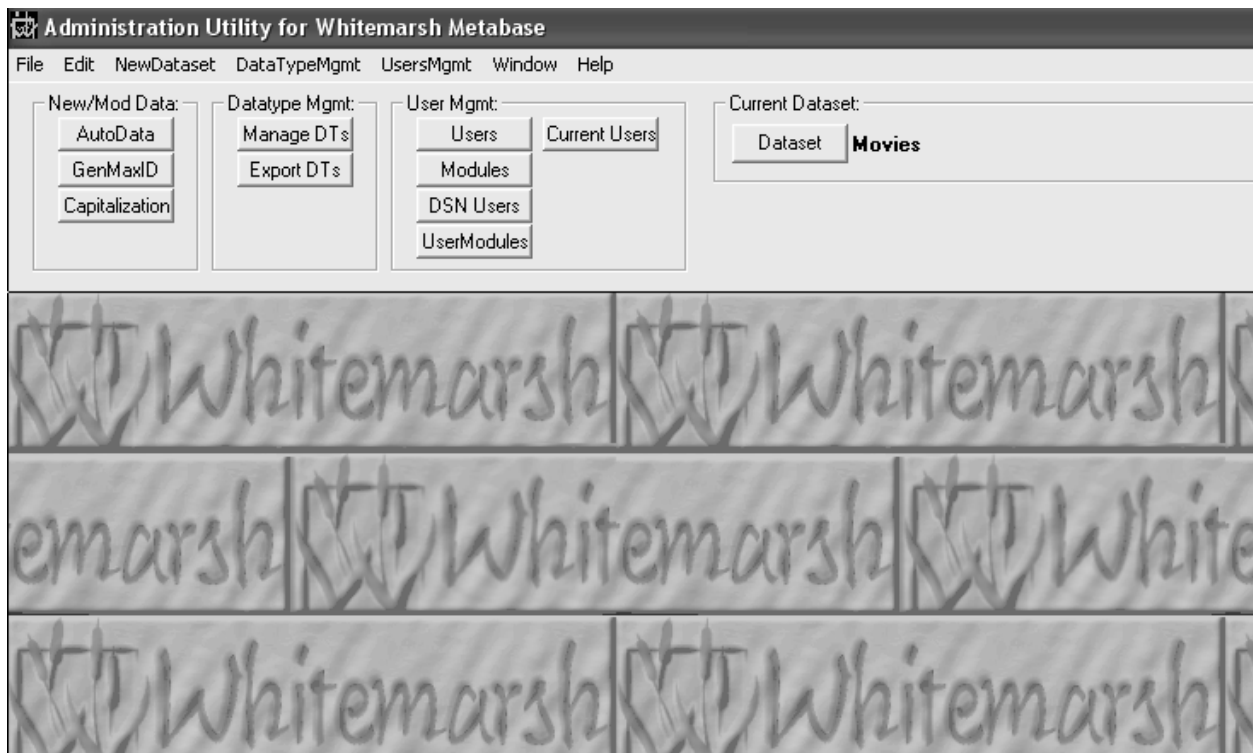 Administration Utility for Whitemarsh Metabase
File Edit NewDataset DataTypeMgmt UsersMgmt Window Help
New/Mod Data: Datatype Mgmt: User Mgmt: Current Dataset:
AutoData Manage DTs Users Current Users Dataset Movies
GenMaxID Export DTs Modules
Capitalization DSN Users
UserModules
Whitemarsh Whitemarsh
emarsh Whitemarsh White
Whitemarsh Whitemarsh